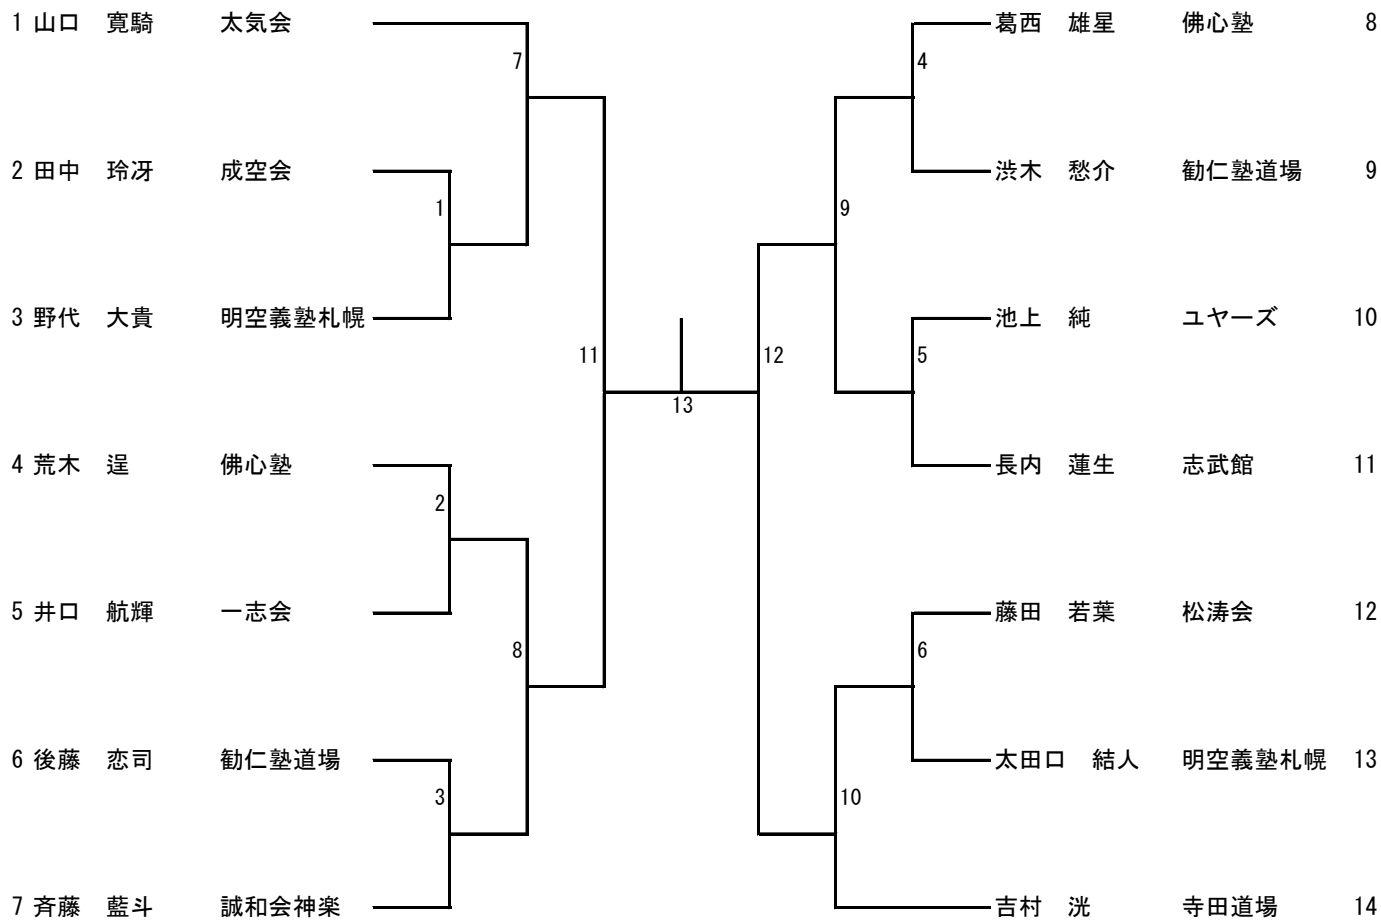 1 山口 寛騎 太気会
7
2 田中 玲冴 成空会
1
3 野代 大貴 明空義塾札幌
11
4 荒木 逞 佛心塾
2
5 井口 航輝 一志会
8
6 後藤 恋司 勧仁塾道場
3
7 斉藤 藍斗 誠和会神楽
13
葛西 雄星 佛心塾 8
4
渋木 愁介 勧仁塾道場 9
9
池上 純 ユヤーズ 10
12
5
長内 蓮生 志武館 11
藤田 若葉 松涛会 12
6
太田口 結人 明空義塾札幌 13
10
吉村 洸 寺田道場 14